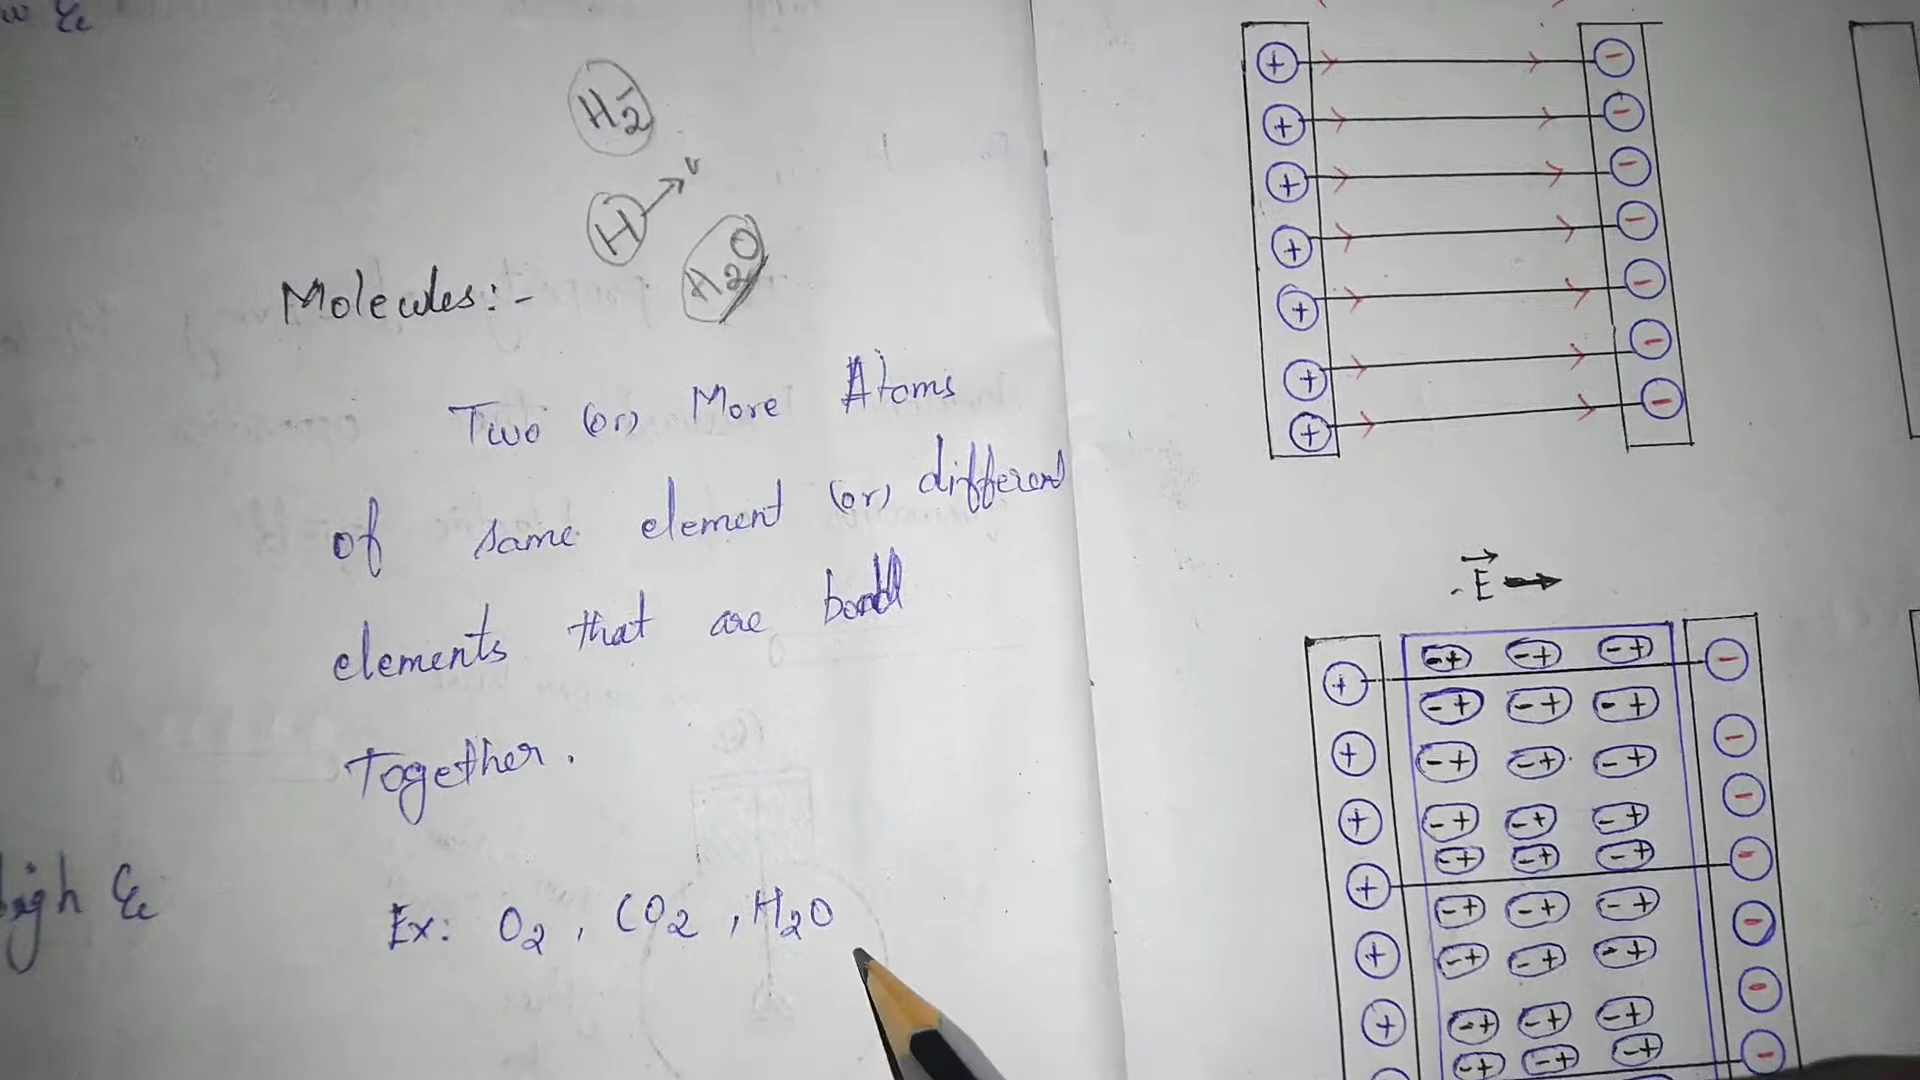 H2
H
H2O
Molecules:-
Two (or) More Atoms
of same element (or) different
elements that are bond
Together.
Ex: O2, CO2, H2O
high
E
+ -
+ -
+ -
+ -
+ -
+ -
+ -